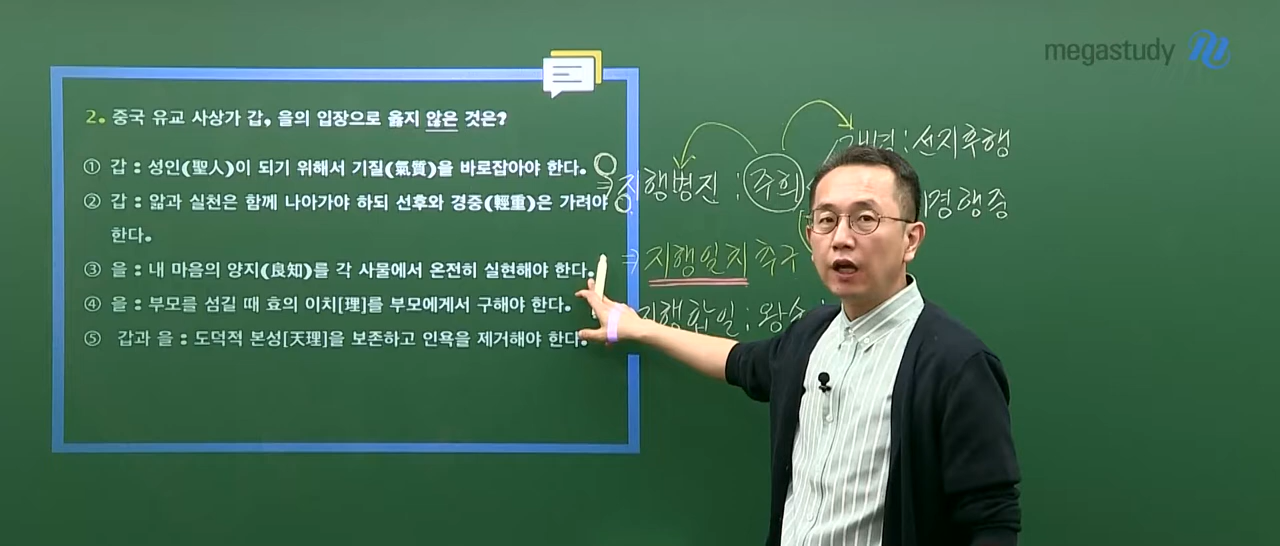 megastudy
2. 중국 유교 사상가 갑, 을의 입장으로 옳지 않은 것은?
① 갑 : 성인(聖人)이 되기 위해서 기질(氣質)을 바로잡아야 한다.
② 갑 : 앎과 실천은 함께 나아가야 하되 선후와 경중(輕重)은 가려야
한다.
③ 을 : 내 마음의 양지(良知)를 각 사물에서 온전히 실현해야 한다.
④ 을 : 부모를 섬길 때 효의 이치[理]를 부모에게서 구해야 한다.
⑤ 갑과 을 : 도덕적 본성[天理]을 보존하고 인욕을 제거해야 한다.
: 선지후행
⇒ 지행병진 : 주희
경행중
⇒ 지행일치 추구
지행합일 : 왕수